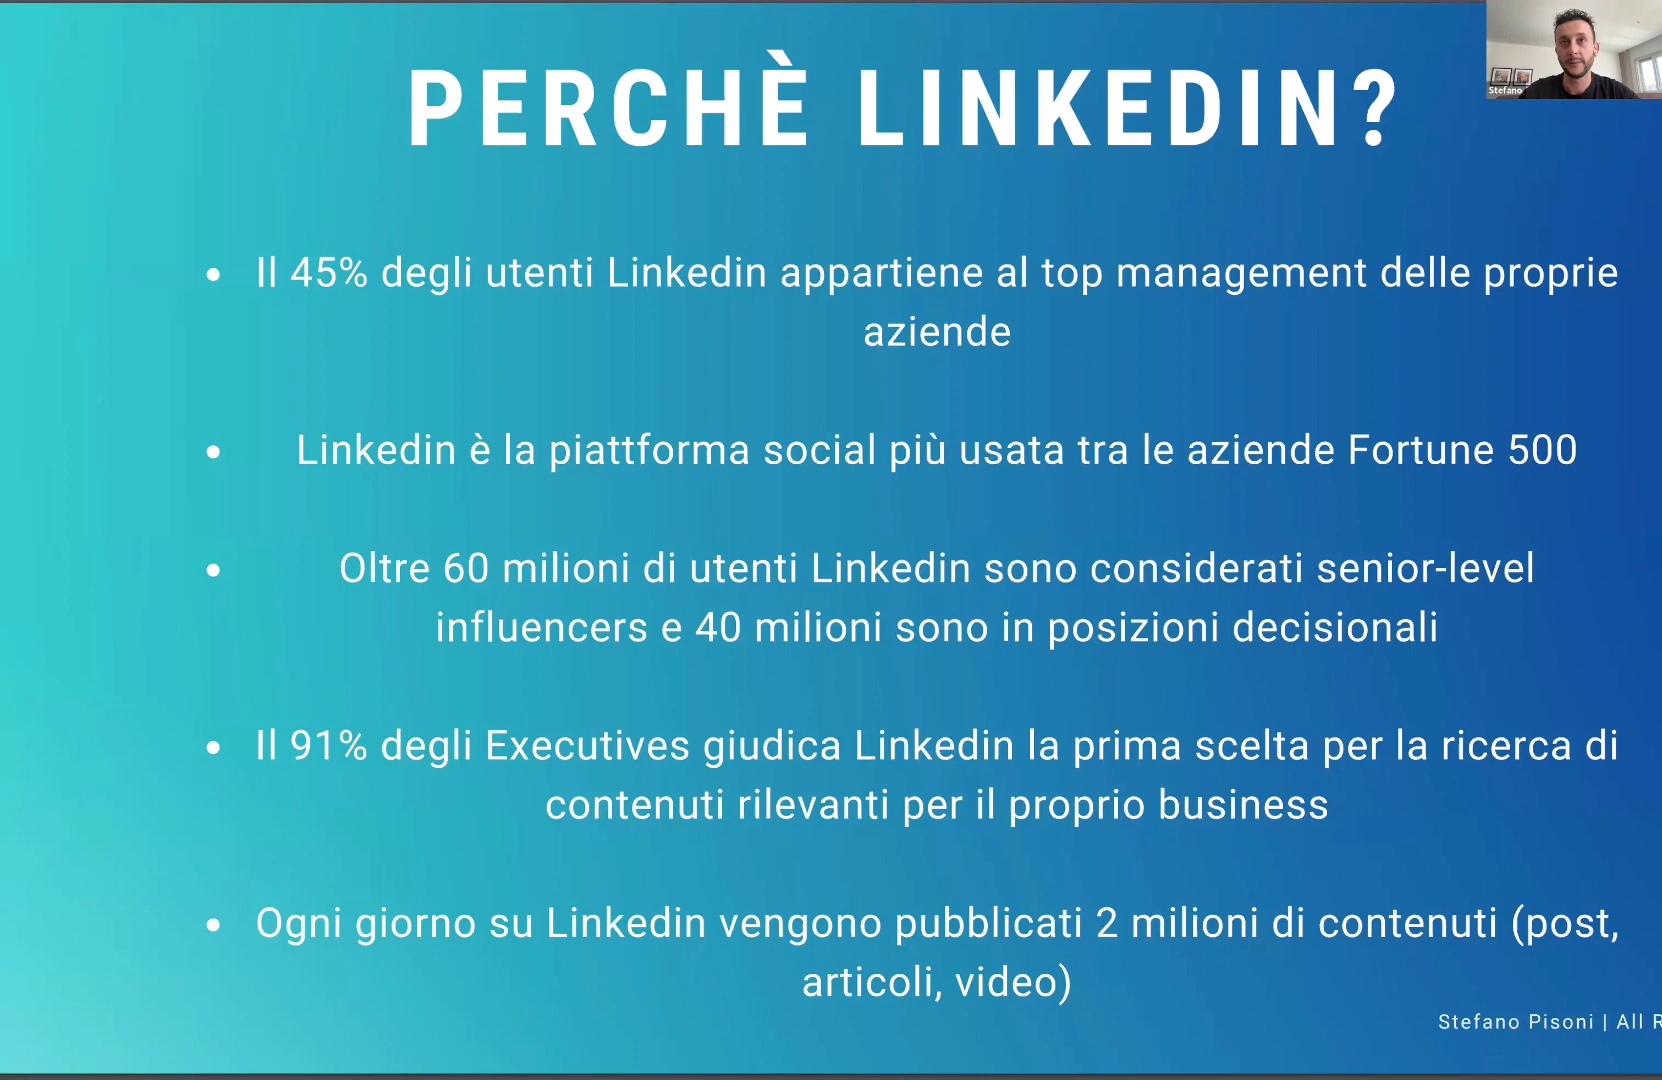 PERCHÈ LINKEDIN?
Stefano
• Il 45% degli utenti Linkedin appartiene al top management delle proprie
aziende
• Linkedin è la piattforma social più usata tra le aziende Fortune 500
• Oltre 60 milioni di utenti Linkedin sono considerati senior-level
influencers e 40 milioni sono in posizioni decisionali
• Il 91% degli Executives giudica Linkedin la prima scelta per la ricerca di
contenuti rilevanti per il proprio business
• Ogni giorno su Linkedin vengono pubblicati 2 milioni di contenuti (post,
articoli, video)
Stefano Pisoni | All